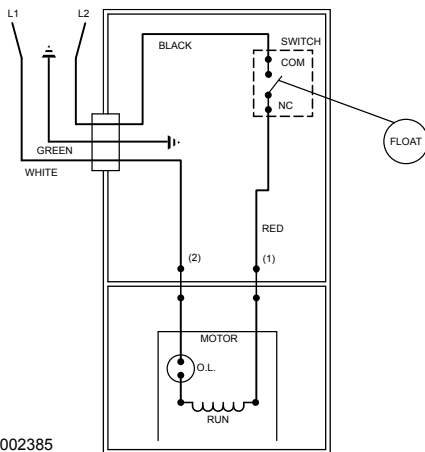 L1
L2
BLACK
SWITCH
COM
NC
FLOAT
GREEN
WHITE
RED
(2)
(1)
MOTOR
O.L.
RUN
002385